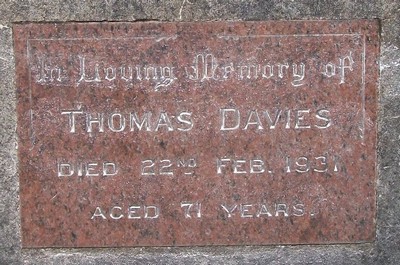 In Loving Memory of
THOMAS DAVIES
DIED 22ND FEB. 1931
AGED 71 YEARS.